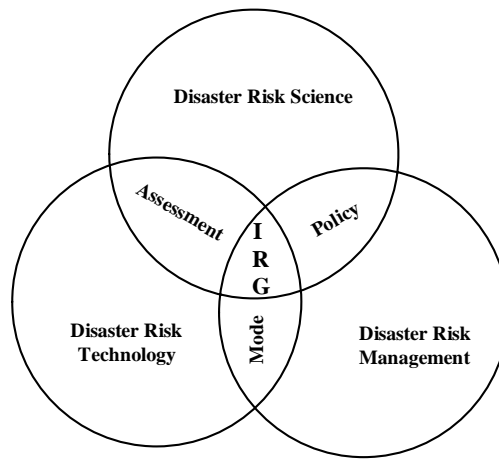 Disaster Risk Science
Assessment
Policy
I
R
G
Disaster Risk
Technology
Mode
Disaster Risk
Management